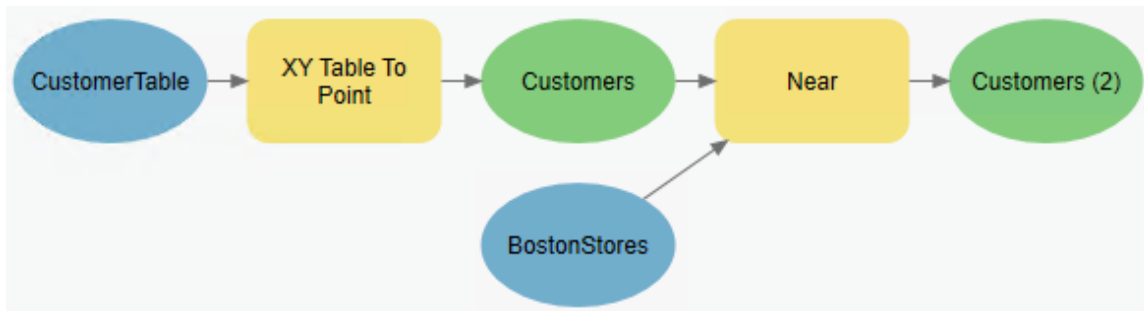 CustomerTable
XY Table To
Point
Customers
Near
Customers (2)
BostonStores